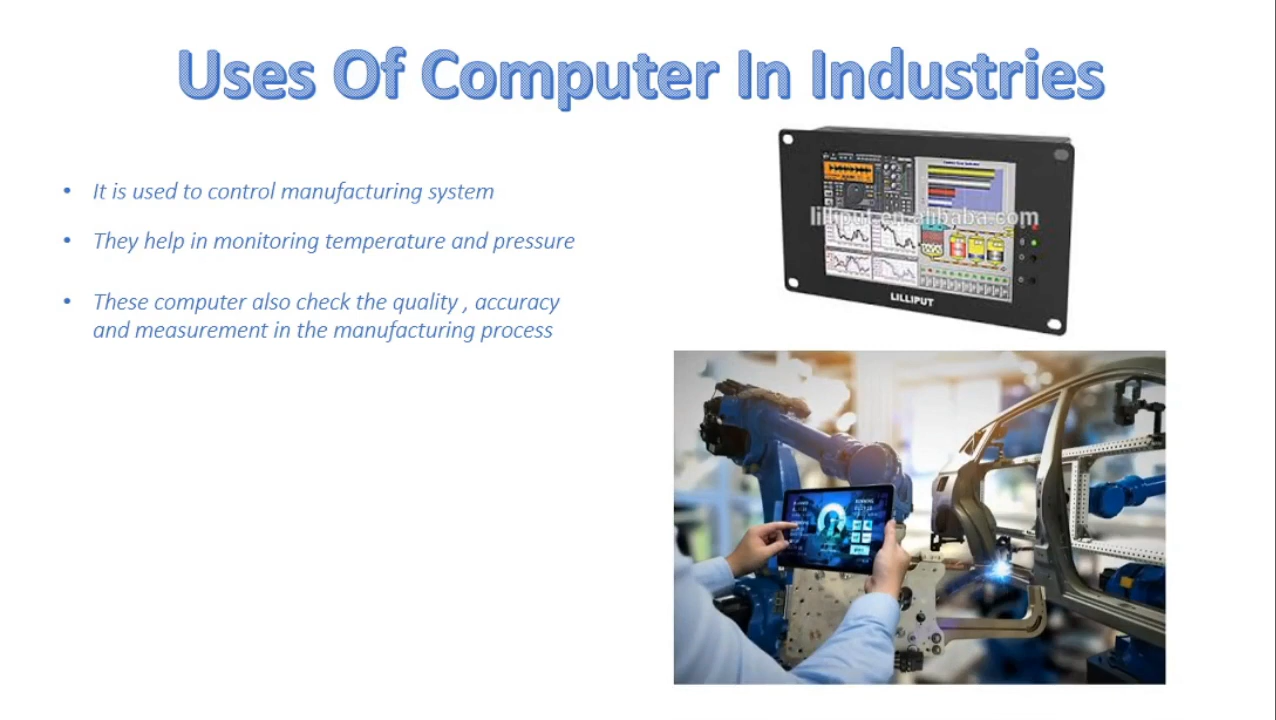 Uses Of Computer In Industries
• It is used to control manufacturing system
• They help in monitoring temperature and pressure
• These computer also check the quality , accuracy
and measurement in the manufacturing process
lilliput.en.alibaba.com
LILLIPUT